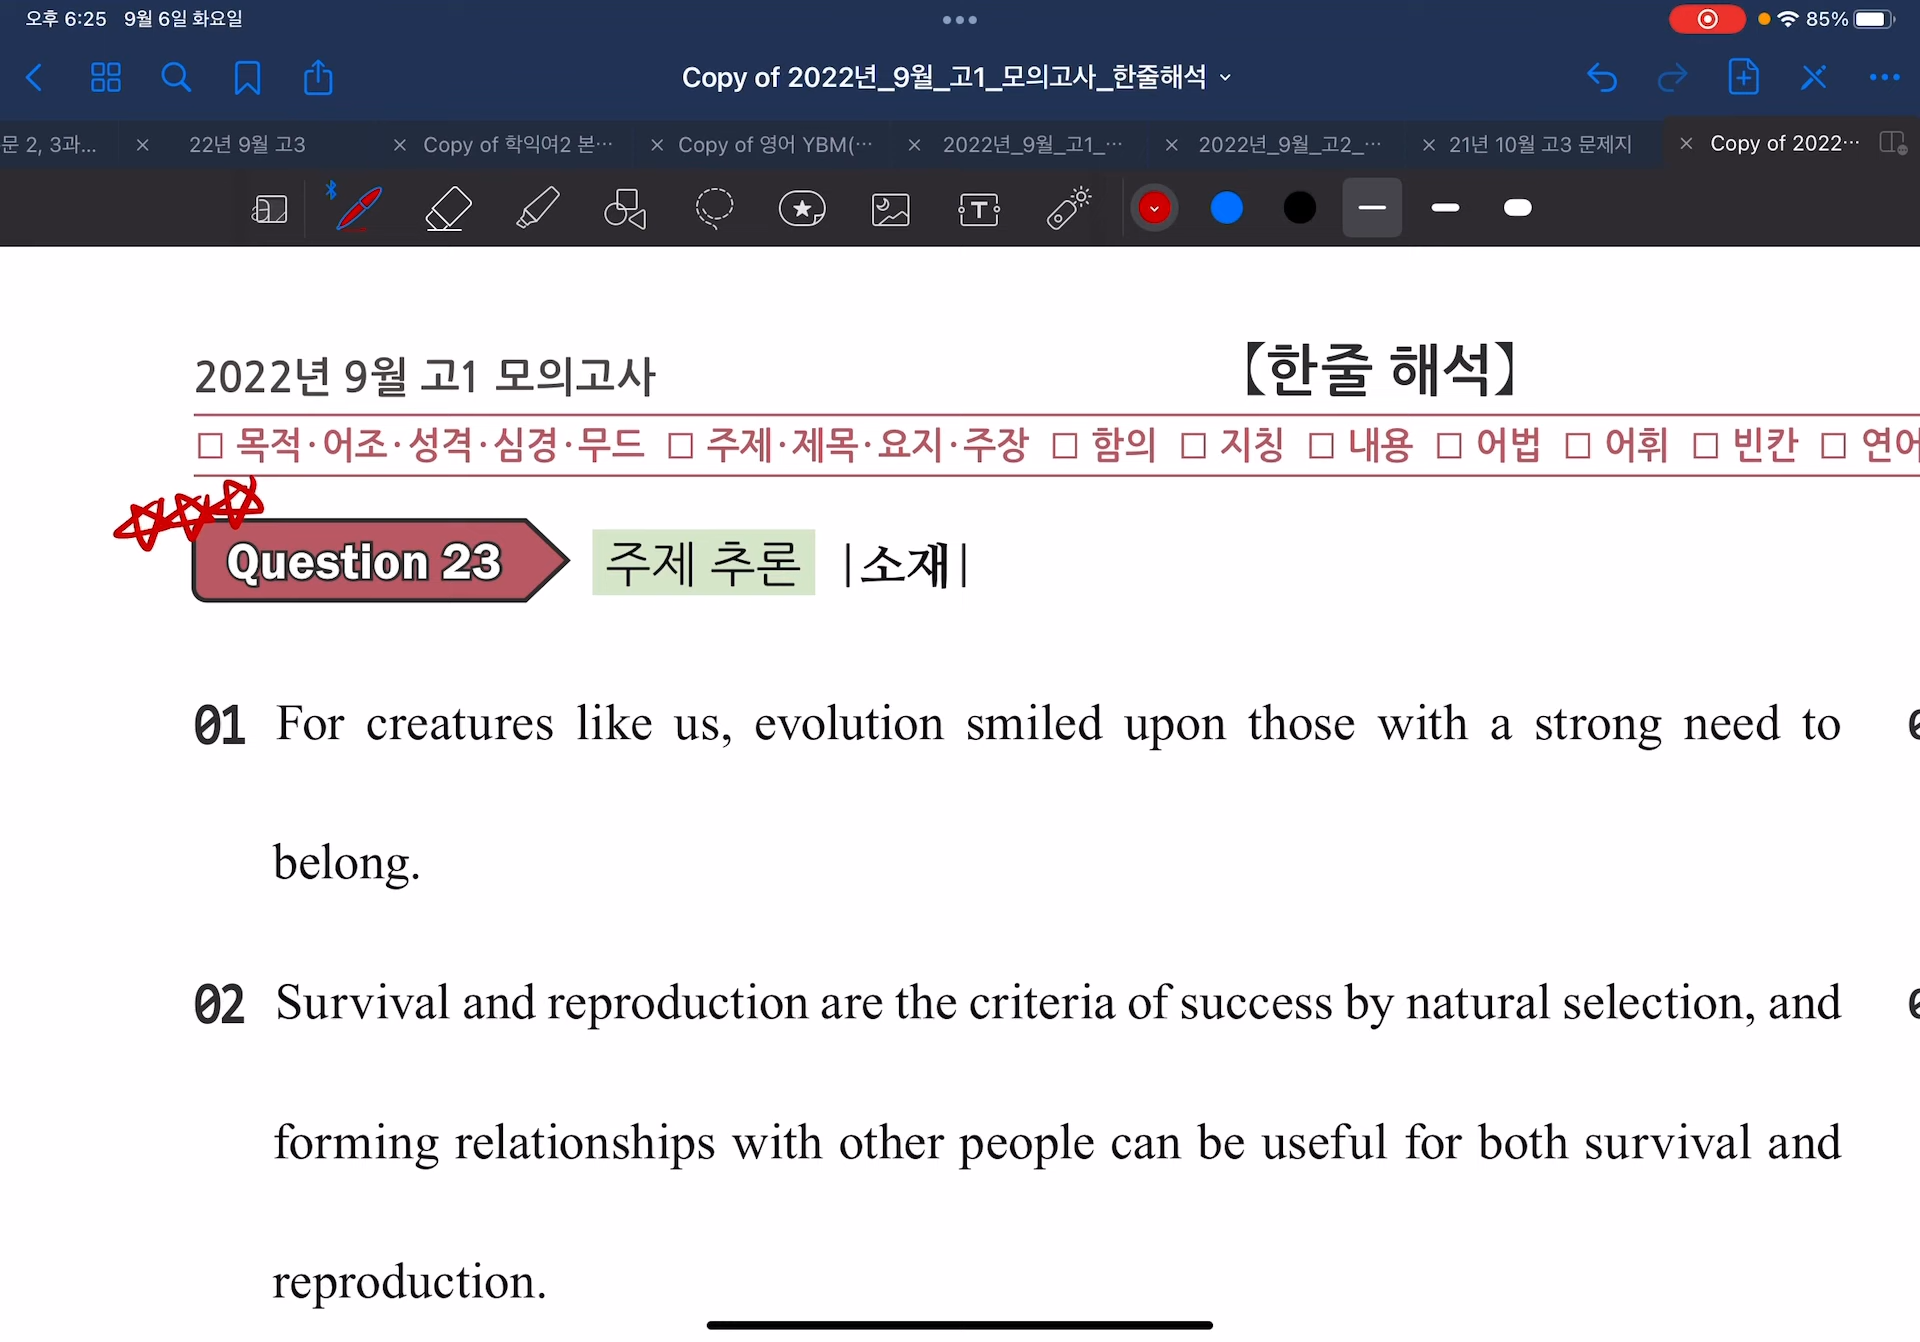 오후 6:25 9월 6일 화요일
85%
Copy of 2022년_9월_고1_모의고사_한줄해석
문 2, 3과...
22년 9월 고3
Copy of 학익여2 본...
Copy of 영어 YBM(...
2022년_9월_고1_...
2022년_9월_고2_...
21년 10월 고3 문제지
Copy of 2022...
2022년 9월 고1 모의고사
【한줄 해석】
□ 목적·어조·성격·심경·무드 □ 주제·제목·요지·주장 □ 함의 □ 지칭 □ 내용 □ 어법 □ 어휘 □ 빈칸 □ 연어
Question 23 주제 추론 |소재|
01 For creatures like us, evolution smiled upon those with a strong need to
belong.
02 Survival and reproduction are the criteria of success by natural selection, and
forming relationships with other people can be useful for both survival and
reproduction.